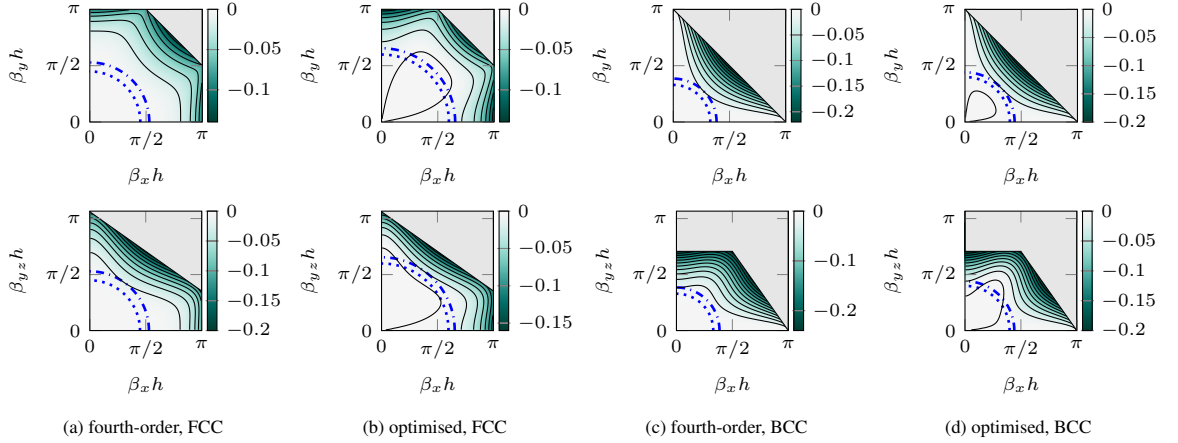 β_y h
π
π/2
0
0
π/2
π
β_x h
0
−0.05
−0.1
β_y h
π
π/2
0
0
π/2
π
β_x h
0
−0.05
−0.1
β_y h
π
π/2
0
0
π/2
π
β_x h
0
−0.05
−0.1
−0.15
−0.2
β_y h
π
π/2
0
0
π/2
π
β_x h
0
−0.05
−0.1
−0.15
−0.2
β_yz h
π
π/2
0
0
π/2
π
β_x h
0
−0.05
−0.1
−0.15
−0.2
β_yz h
π
π/2
0
0
π/2
π
β_x h
0
−0.05
−0.1
−0.15
β_yz h
π
π/2
0
0
π/2
π
β_x h
0
−0.1
−0.2
β_yz h
π
π/2
0
0
π/2
π
β_x h
0
−0.05
−0.1
−0.15
−0.2
(a) fourth-order, FCC
(b) optimised, FCC
(c) fourth-order, BCC
(d) optimised, BCC